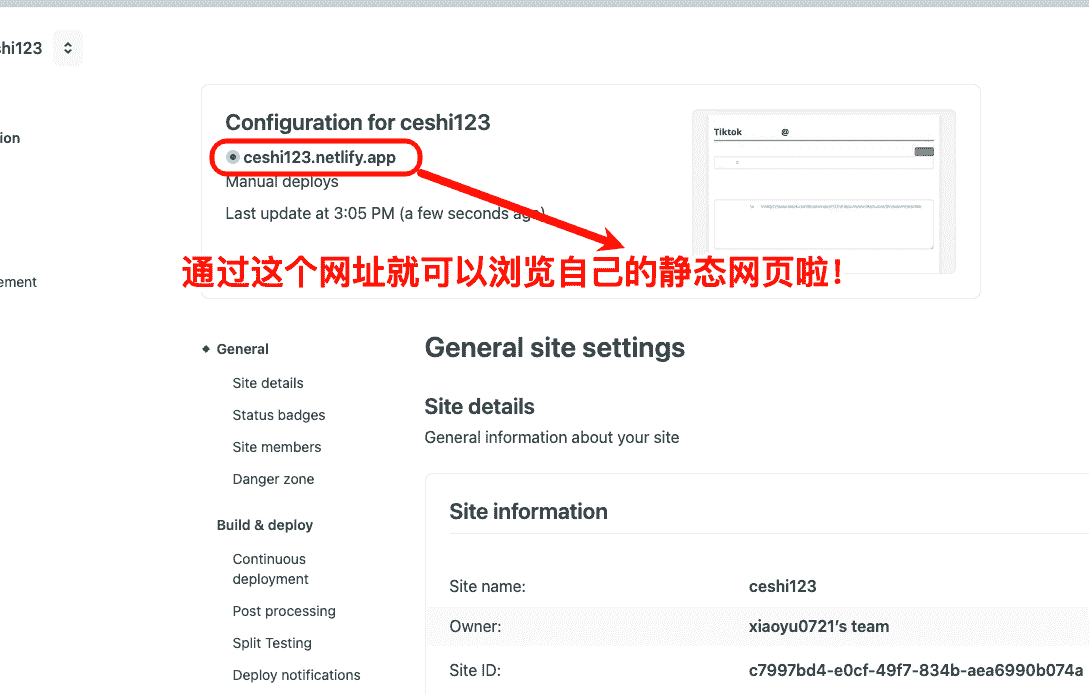 shi123
Configuration for ceshi123
ceshi123.netlify.app
Manual deploys
Last update at 3:05 PM (a few seconds ago)
Tiktok @
通过这个网址就可以浏览自己的静态网页啦！
ion
ement
General
Site details
Status badges
Site members
Danger zone
Build & deploy
Continuous
deployment
Post processing
Split Testing
Deploy notifications
General site settings
Site details
General information about your site
Site information
Site name: ceshi123
Owner: xiaoyu0721's team
Site ID: c7997bd4-e0cf-49f7-834b-aea6990b074a